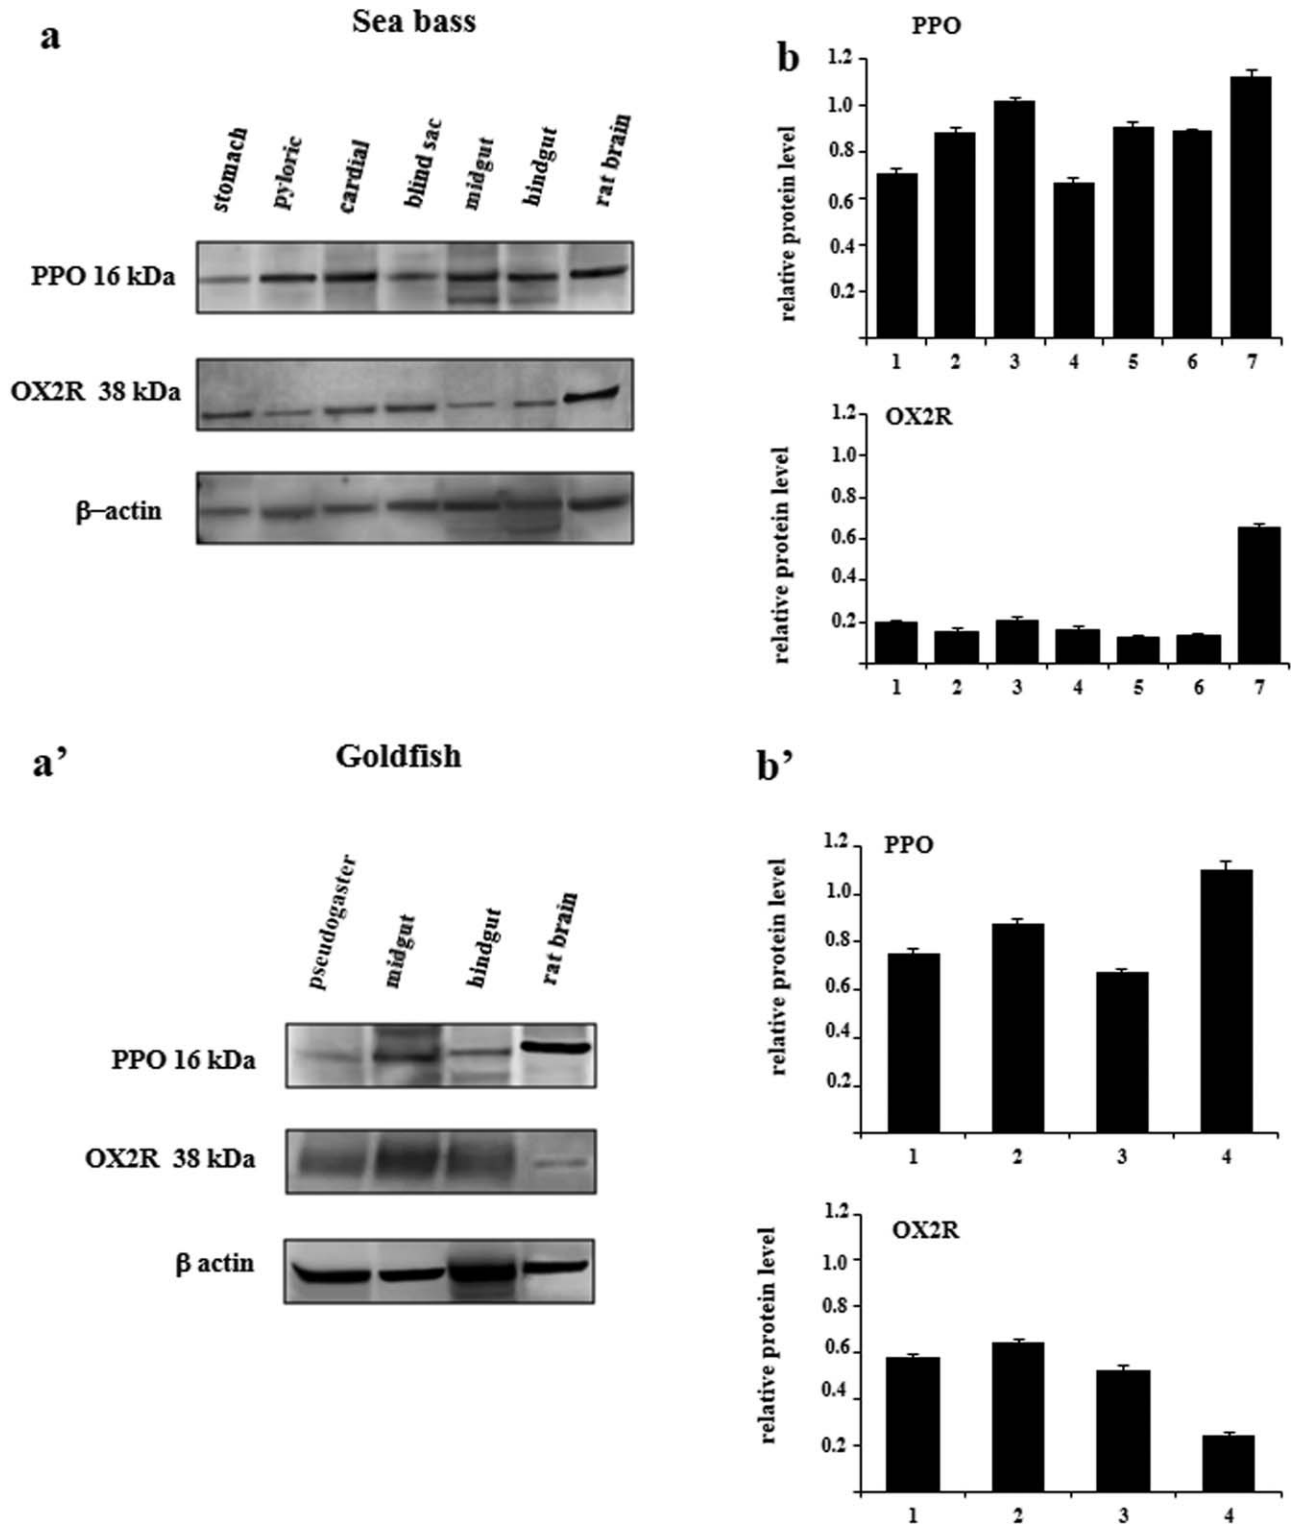 a
Sea bass
stomach
pyloric
cardial
blind sac
midgut
hindgut
rat brain
PPO 16 kDa
OX2R 38 kDa
β–actin
b
PPO
relative protein level
1.2
1.0
0.8
0.6
0.4
0.2
1 2 3 4 5 6 7
OX2R
relative protein level
1.2
1.0
0.8
0.6
0.4
0.2
1 2 3 4 5 6 7
a’
Goldfish
pseudogaster
midgut
hindgut
rat brain
PPO 16 kDa
OX2R 38 kDa
β actin
b’
PPO
relative protein level
1.2
1.0
0.8
0.6
0.4
0.2
1 2 3 4
OX2R
relative protein level
1.2
1.0
0.8
0.6
0.4
0.2
1 2 3 4